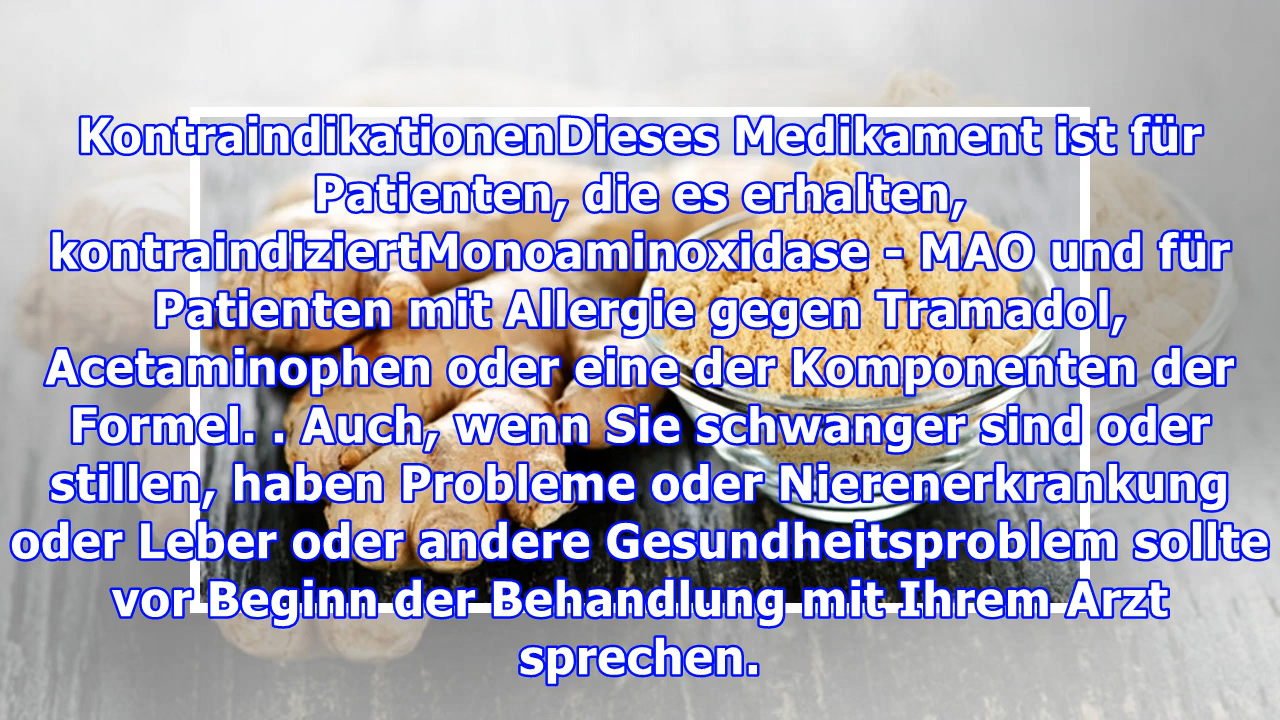 KontraindikationenDieses Medikament ist für
Patienten, die es erhalten,
kontraindiziertMonoaminoxidase - MAO und für
Patienten mit Allergie gegen Tramadol,
Acetaminophen oder eine der Komponenten der
Formel. . Auch, wenn Sie schwanger sind oder
stillen, haben Probleme oder Nierenerkrankung
oder Leber oder andere Gesundheitsproblem sollte
vor Beginn der Behandlung mit Ihrem Arzt
sprechen.